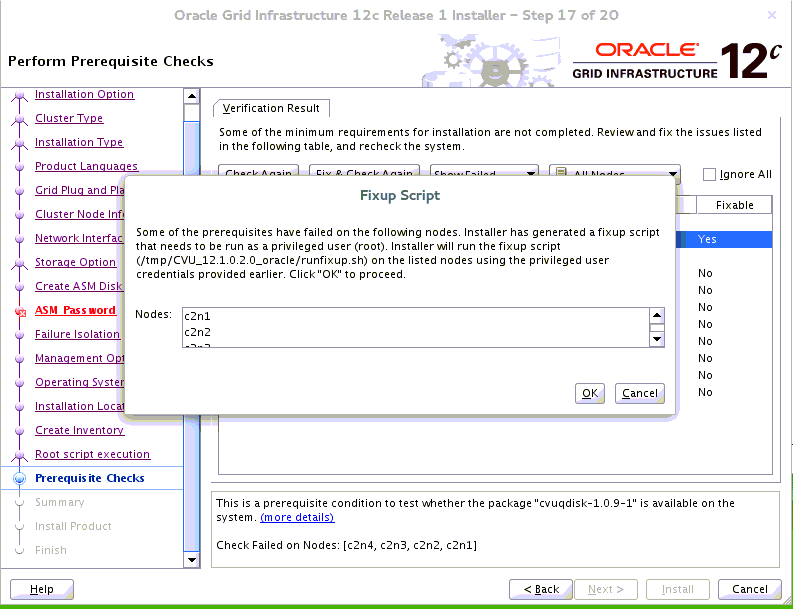 Oracle Grid Infrastructure 12c Release 1 Installer – Step 17 of 20
Perform Prerequisite Checks
ORACLE
GRID INFRASTRUCTURE
12c
Installation Option
Cluster Type
Installation Type
Product Languages
Grid Plug and Pla
Cluster Node Info
Network Interfac
Storage Option
Create ASM Disk
ASM Password
Failure Isolation
Management Opt
Operating System
Installation Locat
Create Inventory
Root script execution
Prerequisite Checks
Summary
Install Product
Finish
Verification Result
Some of the minimum requirements for installation are not completed. Review and fix the issues listed
in the following table, and recheck the system.
Check Again
Fix & Check Again
Show Failed
All Nodes
Ignore All
Fixable
Yes
No
No
No
No
No
No
No
No
Fixup Script
Some of the prerequisites have failed on the following nodes. Installer has generated a fixup script
that needs to be run as a privileged user (root). Installer will run the fixup script
(/tmp/CVU_12.1.0.2.0_oracle/runfixup.sh) on the listed nodes using the privileged user
credentials provided earlier. Click "OK" to proceed.
Nodes:
c2n1
c2n2
OK
Cancel
This is a prerequisite condition to test whether the package "cvuqdisk-1.0.9-1" is available on the
system. (more details)
Check Failed on Nodes: [c2n4, c2n3, c2n2, c2n1]
Help
< Back
Next >
Install
Cancel